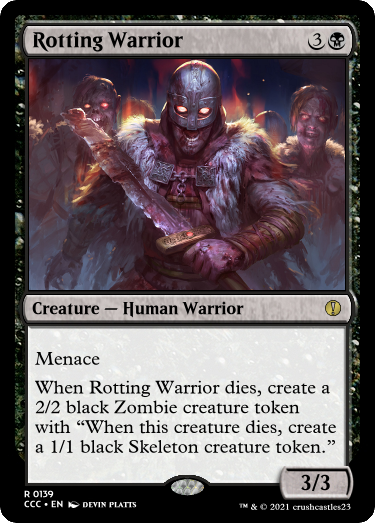 Rotting Warrior 3
Creature — Human Warrior
Menace
When Rotting Warrior dies, create a
2/2 black Zombie creature token
with “When this creature dies, create
a 1/1 black Skeleton creature token.”
3/3
R 0139
CCC • EN DEVIN PLATTS
™ & © 2021 crushcastles23